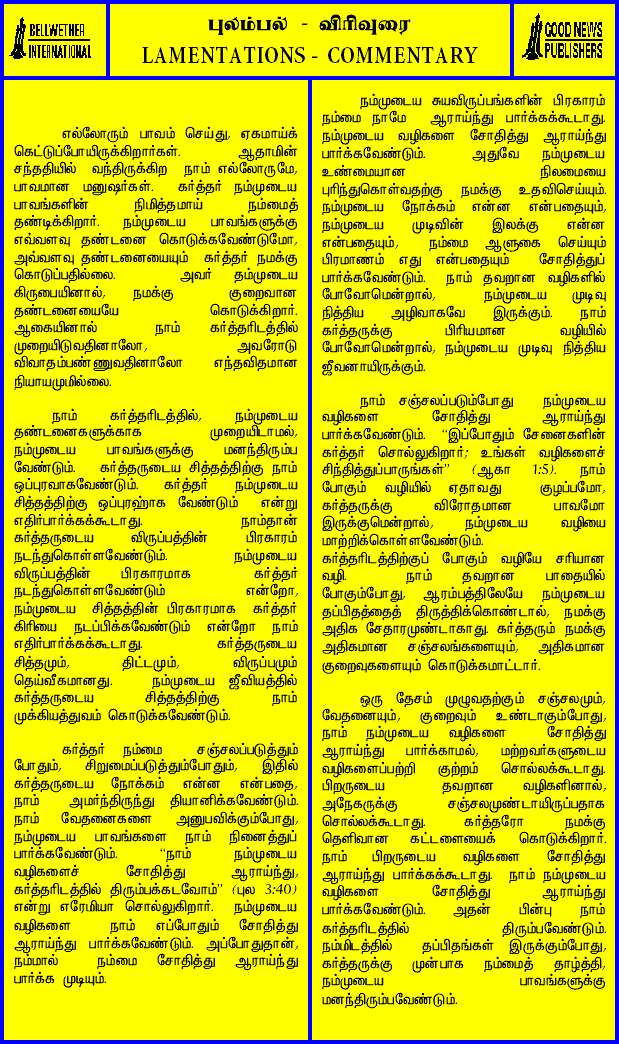 BELLWETHER
INTERNATIONAL
புலம்பல் - விரிவுரை
LAMENTATIONS - COMMENTARY
GOOD NEWS
PUBLISHERS
எல்லோரும் பாவம் செய்து, ஏகமாய்க்
கெட்டுப்போயிருக்கிறார்கள். ஆதாமின்
சந்ததியில் வந்திருக்கிற நாம் எல்லோருமே,
பாவமான மனுஷர்கள். கர்த்தர் நம்முடைய
பாவங்களின் நிமித்தமாய் நம்மைத்
தண்டிக்கிறார். நம்முடைய பாவங்களுக்கு
எவ்வளவு தண்டனை கொடுக்கவேண்டுமோ,
அவ்வளவு தண்டனையையும் கர்த்தர் நமக்கு
கொடுப்பதில்லை. அவர் தம்முடைய
கிருபையினால், நமக்கு குறைவான
தண்டனையையே கொடுக்கிறார்.
ஆகையினால் நாம் கர்த்தரிடத்தில்
முறையிடுவதினாலோ, அவரோடு
விவாதம்பண்ணுவதினாலோ எந்தவிதமான
நியாயமுமில்லை.
நாம் கர்த்தரிடத்தில், நம்முடைய
தண்டனைகளுக்காக முறையிடாமல்,
நம்முடைய பாவங்களுக்கு மனந்திரும்ப
வேண்டும். கர்த்தருடைய சித்தத்திற்கு நாம்
ஒப்புரவாகவேண்டும். கர்த்தர் நம்முடைய
சித்தத்திற்கு ஒப்புரஹாக வேண்டும் என்று
எதிர்பார்க்கக்கூடாது. நாம்தான்
கர்த்தருடைய விருப்பத்தின் பிரகாரம்
நடந்துகொள்ளவேண்டும். நம்முடைய
விருப்பத்தின் பிரகாரமாக கர்த்தர்
நடந்துகொள்ளவேண்டும் என்றோ,
நம்முடைய சித்தத்தின் பிரகாரமாக கர்த்தர்
கிரியை நடப்பிக்கவேண்டும் என்றோ நாம்
எதிர்பார்க்கக்கூடாது. கர்த்தருடைய
சித்தமும், திட்டமும், விருப்பமும்
தெய்வீகமானது. நம்முடைய ஜீவியத்தில்
கர்த்தருடைய சித்தத்திற்கு நாம்
முக்கியத்துவம் கொடுக்கவேண்டும்.
கர்த்தர் நம்மை சஞ்சலப்படுத்தும்
போதும், சிறுமைப்படுத்தும்போதும், இதில்
கர்த்தருடைய நோக்கம் என்ன என்பதை,
நாம் அமர்ந்திருந்து தியானிக்கவேண்டும்.
நாம் வேதனைகளை அனுபவிக்கும்போது,
நம்முடைய பாவங்களை நாம் நினைத்துப்
பார்க்கவேண்டும். “நாம் நம்முடைய
வழிகளைச் சோதித்து ஆராய்ந்து,
கர்த்தரிடத்தில் திரும்பக்கடவோம்” (புல 3:40)
என்று எரேமியா சொல்லுகிறார். நம்முடைய
வழிகளை நாம் எப்போதும் சோதித்து
ஆராய்ந்து பார்க்கவேண்டும். அப்போதுதான்,
நம்மால் நம்மை சோதித்து ஆராய்ந்து
பார்க்க முடியும்.
நம்முடைய சுயவிருப்பங்களின் பிரகாரம்
நம்மை நாமே ஆராய்ந்து பார்க்கக்கூடாது.
நம்முடைய வழிகளை சோதித்து ஆராய்ந்து
பார்க்கவேண்டும். அதுவே நம்முடைய
உண்மையான நிலமையை
புரிந்துகொள்வதற்கு நமக்கு உதவிசெய்யும்.
நம்முடைய நோக்கம் என்ன என்பதையும்,
நம்முடைய முடிவின் இலக்கு என்ன
என்பதையும், நம்மை ஆளுகை செய்யும்
பிரமாணம் எது என்பதையும் சோதித்துப்
பார்க்கவேண்டும். நாம் தவறான வழிகளில்
போவோமென்றால், நம்முடைய முடிவு
நித்திய அழிவாகவே இருக்கும். நாம்
கர்த்தருக்கு பிரியமான வழியில்
போவோமென்றால், நம்முடைய முடிவு நித்திய
ஜீவனாயிருக்கும்.
நாம் சஞ்சலப்படும்போது நம்முடைய
வழிகளை சோதித்து ஆராய்ந்து
பார்க்கவேண்டும். “இப்போதும் சேனைகளின்
கர்த்தர் சொல்லுகிறார்; உங்கள் வழிகளைச்
சிந்தித்துப்பாருங்கள்” (ஆகா 1:5). நாம்
போகும் வழியில் ஏதாவது குழப்பமோ,
கர்த்தருக்கு விரோதமான பாவமோ
இருக்குமென்றால், நம்முடைய வழியை
மாற்றிக்கொள்ளவேண்டும்.
கர்த்தரிடத்திற்குப் போகும் வழியே சரியான
வழி. நாம் தவறான பாதையில்
போகும்போது, ஆரம்பத்திலேயே நம்முடைய
தப்பிதத்தைத் திருத்திக்கொண்டால், நமக்கு
அதிக சேதாரமுண்டாகாது. கர்த்தரும் நமக்கு
அதிகமான சஞ்சலங்களையும், அதிகமான
குறைவுகளையும் கொடுக்கமாட்டார்.
ஒரு தேசம் முழுவதற்கும் சஞ்சலமும்,
வேதனையும், குறைவும் உண்டாகும்போது,
நாம் நம்முடைய வழிகளை சோதித்து
ஆராய்ந்து பார்க்காமல், மற்றவர்களுடைய
வழிகளைப்பற்றி குற்றம் சொல்லக்கூடாது.
பிறருடைய தவறான வழிகளினால்,
அநேகருக்கு சஞ்சலமுண்டாயிருப்பதாக
சொல்லக்கூடாது. கர்த்தரோ நமக்கு
தெளிவான கட்டளையைக் கொடுக்கிறார்.
நாம் பிறருடைய வழிகளை சோதித்து
ஆராய்ந்து பார்க்கக்கூடாது. நாம் நம்முடைய
வழிகளை சோதித்து ஆராய்ந்து
பார்க்கவேண்டும். அதன் பின்பு நாம்
கர்த்தரிடத்தில் திரும்பவேண்டும்.
நம்மிடத்தில் தப்பிதங்கள் இருக்கும்போது,
கர்த்தருக்கு முன்பாக நம்மைத் தாழ்த்தி,
நம்முடைய பாவங்களுக்கு
மனந்திரும்பவேண்டும்.